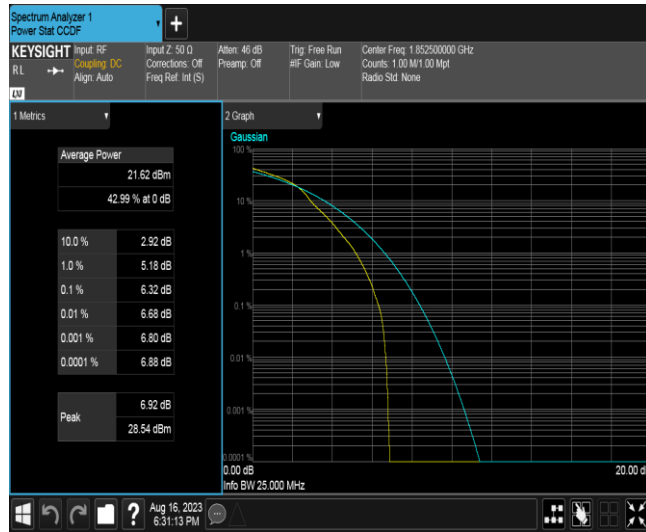 Spectrum Analyzer 1
Power Stat CCDF
+
KEYSIGHT
RL
LXI
Input: RF
Coupling: DC
Align: Auto
Input Z: 50 Ω
Corrections: Off
Freq Ref: Int (S)
Atten: 46 dB
Preamp: Off
Trig: Free Run
#IF Gain: Low
Center Freq: 1.852500000 GHz
Counts: 1.00 M/1.00 Mpt
Radio Std: None
1 Metrics
Average Power
21.62 dBm
42.99 % at 0 dB
10.0 % 2.92 dB
1.0 % 5.18 dB
0.1 % 6.32 dB
0.01 % 6.68 dB
0.001 % 6.80 dB
0.0001 % 6.88 dB
Peak
6.92 dB
28.54 dBm
2 Graph
Gaussian
100 %
10 %
1 %
0.1 %
0.01 %
0.001 %
0.0001 %
0.00 dB
20.00 d
Info BW 25.000 MHz
?
Aug 16, 2023
6:31:13 PM